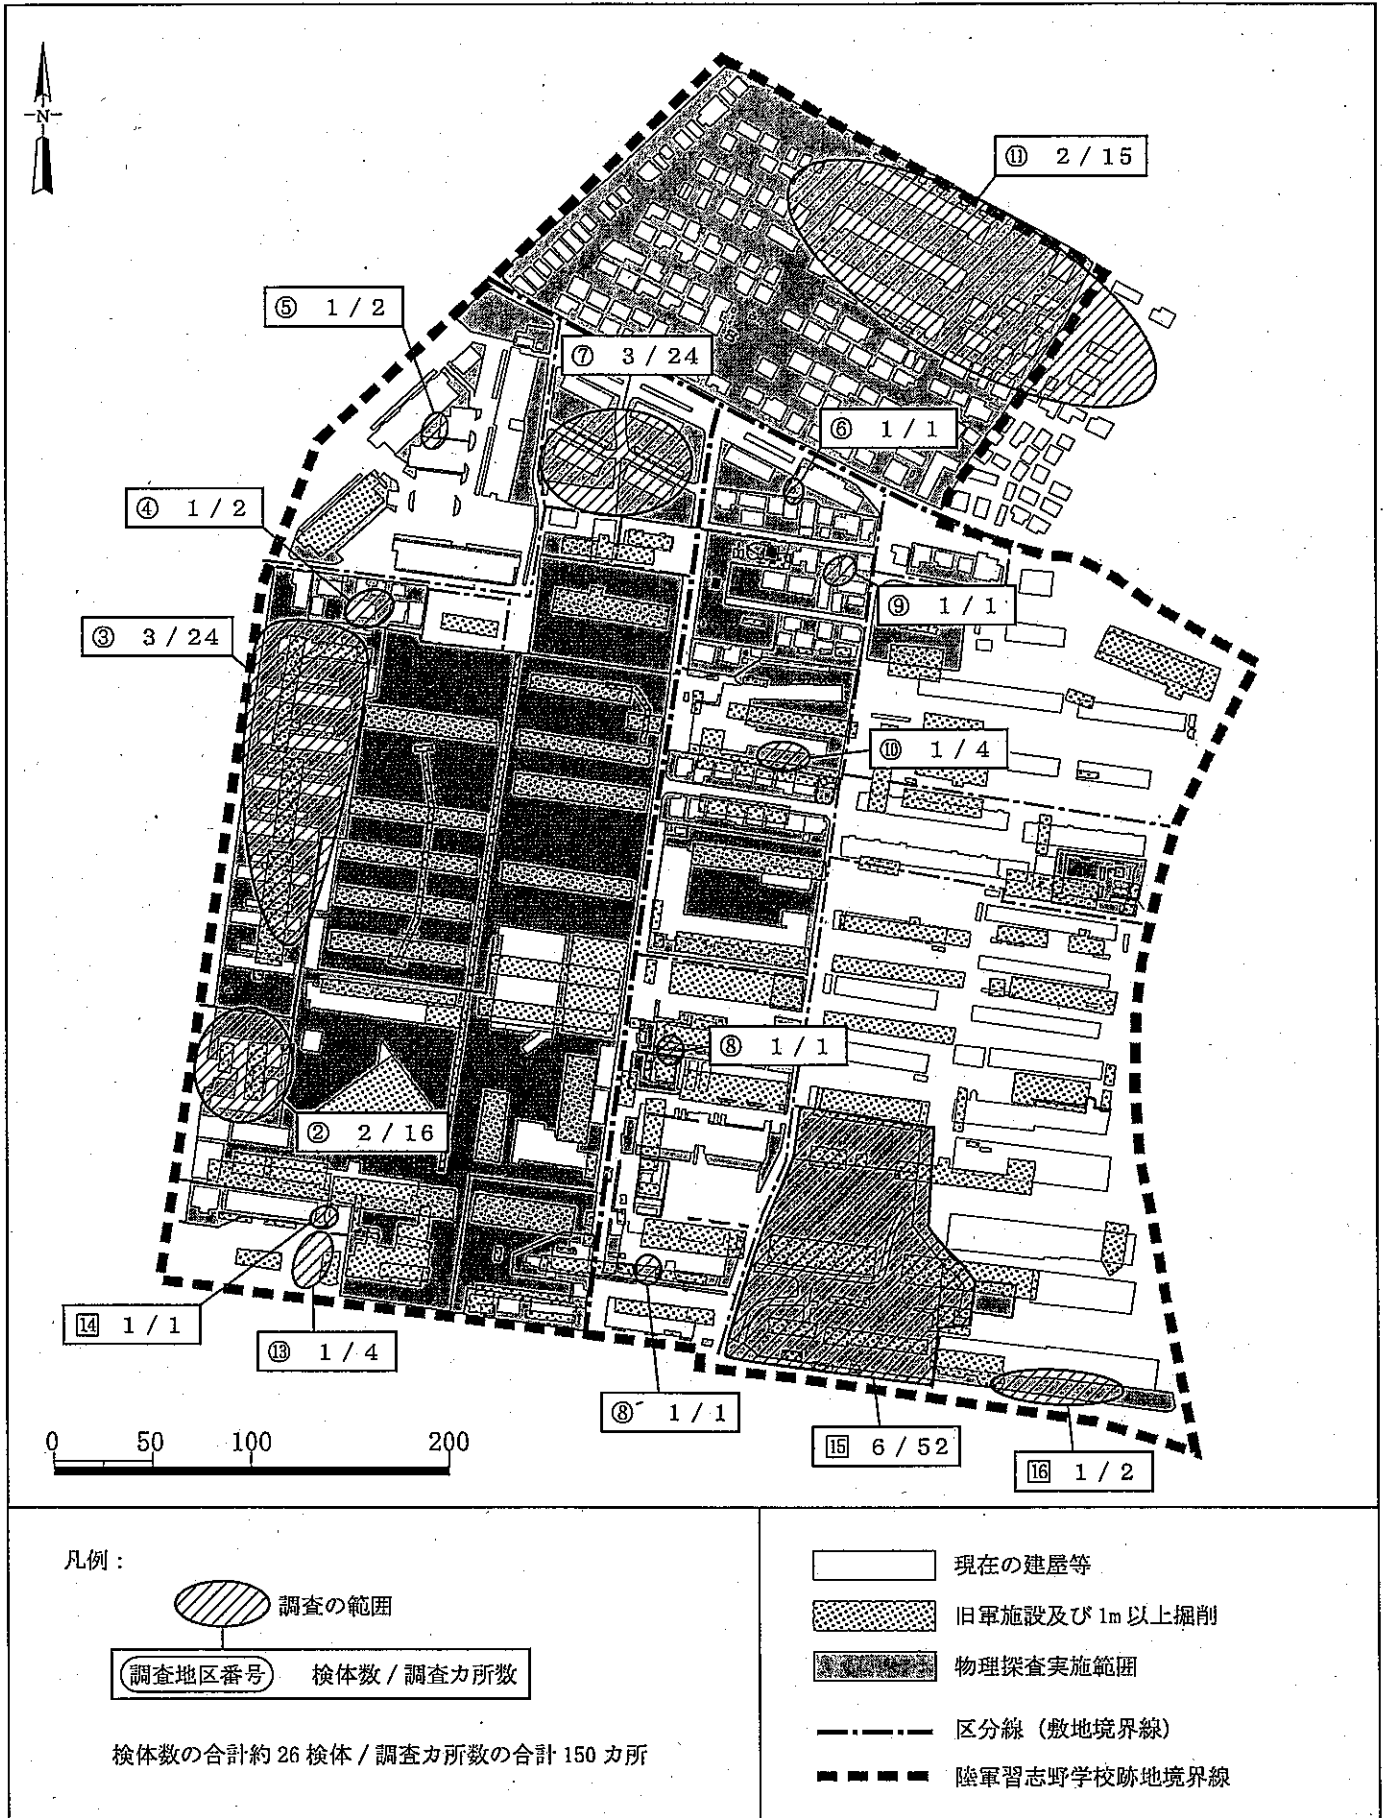 N
⑪ 2 / 15
⑤ 1 / 2
⑦ 3 / 24
⑥ 1 / 1
④ 1 / 2
⑨ 1 / 1
③ 3 / 24
⑩ 1 / 4
⑧ 1 / 1
② 2 / 16
14 1 / 1
⑬ 1 / 4
⑧ 1 / 1
15 6 / 52
16 1 / 2
0 50 100 200
凡例：
調査の範囲
調査地区番号 検体数 / 調査カ所数
検体数の合計約 26 検体 / 調査カ所数の合計 150 カ所
現在の建屋等
旧軍施設及び 1m 以上掘削
物理探査実施範囲
区分線（敷地境界線）
陸軍習志野学校跡地境界線